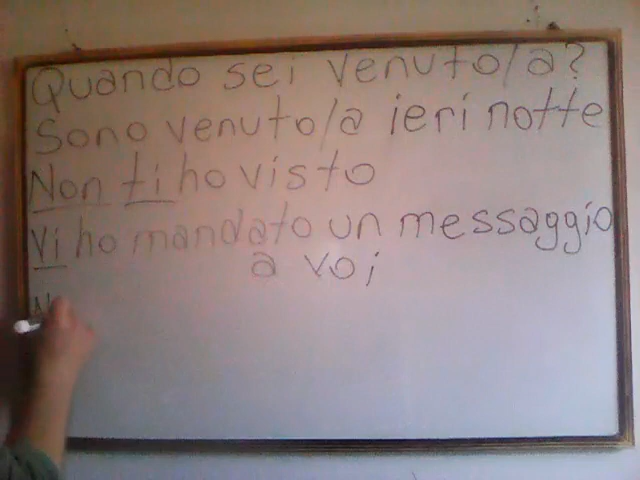 Quando sei venuto/a?
Sono venuto/a ieri notte
Non ti ho visto
Vi ho mandato un messaggio
a voi
N